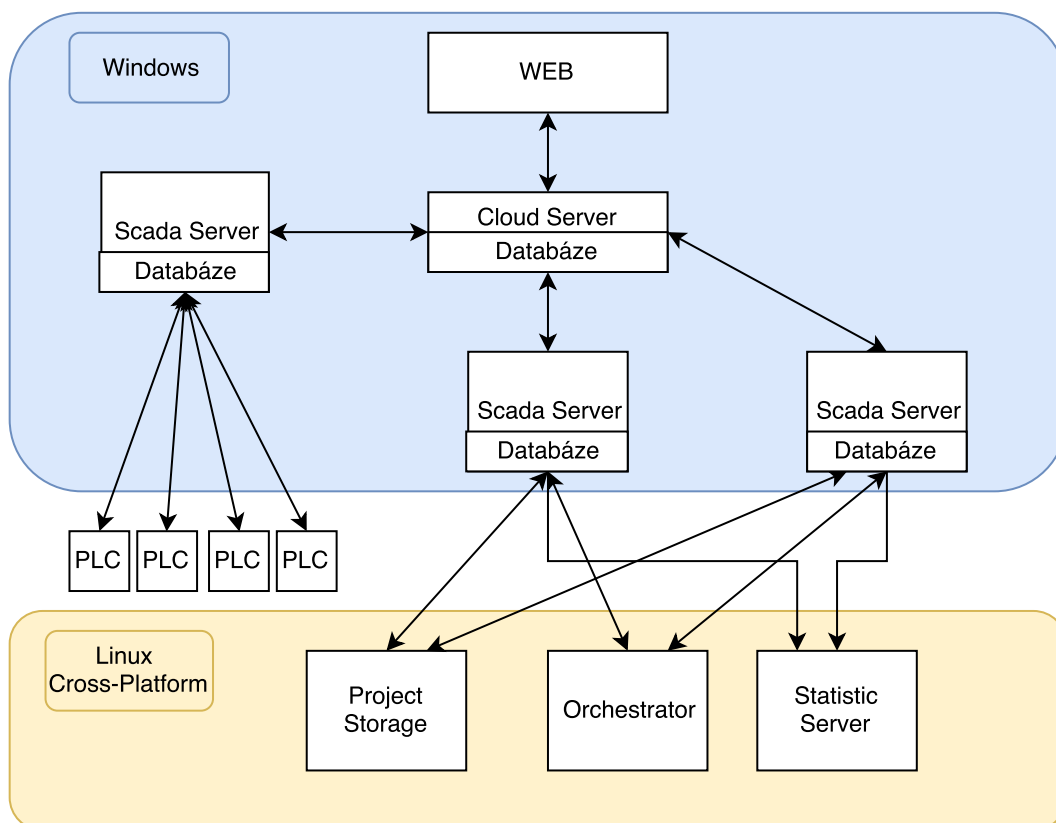 Windows
WEB
Scada Server
Databáze
Cloud Server
Databáze
Scada Server
Databáze
Scada Server
Databáze
PLC
PLC
PLC
PLC
Linux
Cross-Platform
Project
Storage
Orchestrator
Statistic
Server